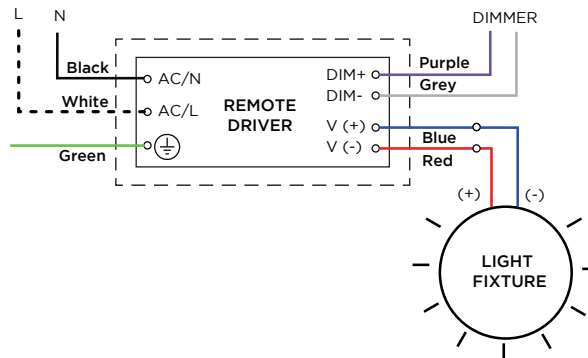 L N DIMMER
Black AC/N
White AC/L
Green
REMOTE
DRIVER
DIM+ Purple
DIM- Grey
V (+) Blue
V (-) Red
(+) (-)
LIGHT
FIXTURE